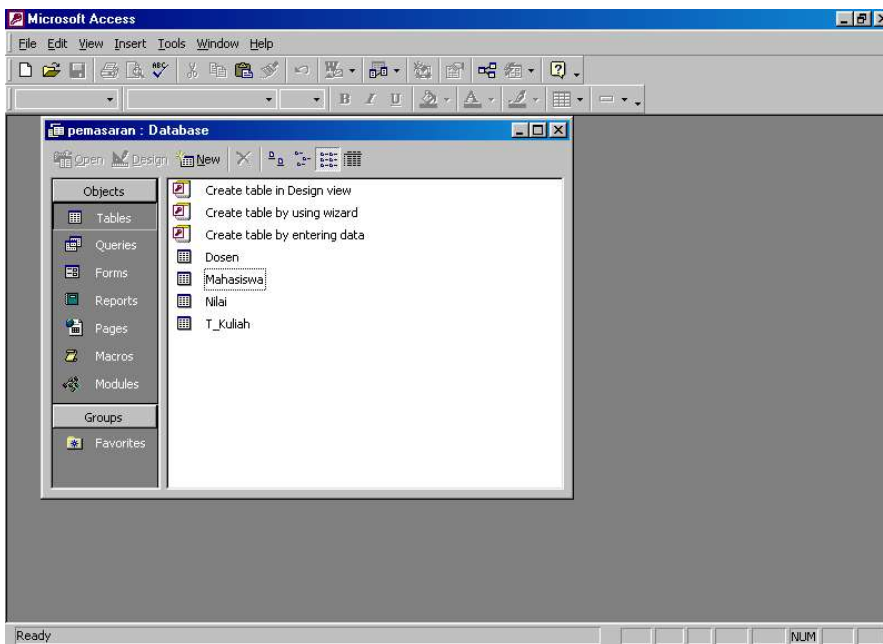 Microsoft Access
File Edit View Insert Tools Window Help
ABC
B I U A
pemasaran : Database
Open Design New
Objects
Tables
Queries
Forms
Reports
Pages
Macros
Modules
Groups
Favorites
Create table in Design view
Create table by using wizard
Create table by entering data
Dosen
Mahasiswa
Nilai
T_Kuliah
Ready NUM